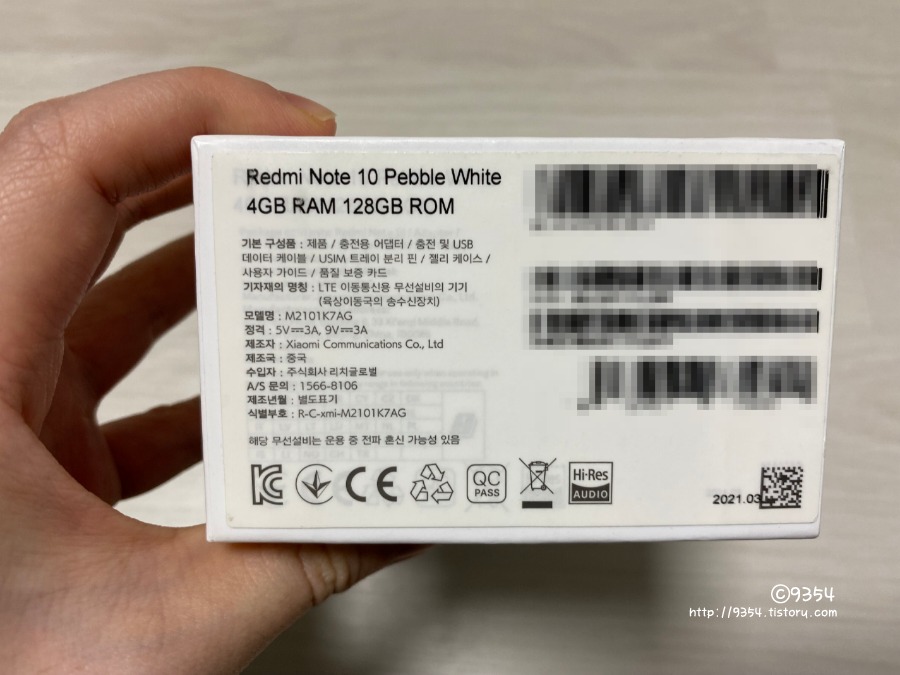 Redmi Note 10 Pebble White
4GB RAM 128GB ROM
기본 구성품 : 제품 / 충전용 어댑터 / 충전 및 USB
데이터 케이블 / USIM 트레이 분리 핀 / 젤리 케이스 /
사용자 가이드 / 품질 보증 카드
기자재의 명칭 : LTE 이동통신용 무선설비의 기기
(육상이동국의 송수신장치)
모델명 : M2101K7AG
정격 : 5V⎓3A, 9V⎓3A
제조자 : Xiaomi Communications Co., Ltd
제조국 : 중국
수입자 : 주식회사 리치글로벌
A/S 문의 : 1566-8106
제조년월 : 별도표기
식별부호 : R-C-xmi-M2101K7AG
해당 무선설비는 운용 중 전파 혼신 가능성 있음
CE
QC
PASS
Hi-Res
AUDIO
2021.03
©9354
http://9354.tistory.com